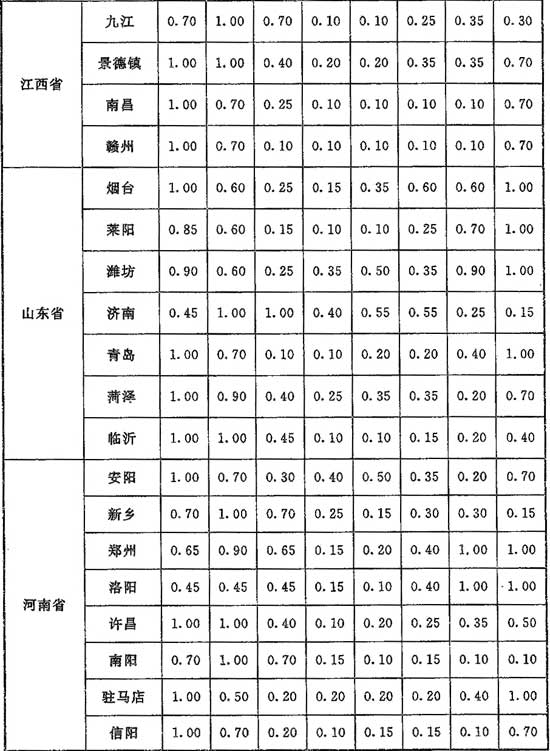 江西省
九江 0.70 1.00 0.70 0.10 0.10 0.25 0.35 0.30
景德镇 1.00 1.00 0.40 0.20 0.20 0.35 0.35 0.70
南昌 1.00 0.70 0.25 0.10 0.10 0.10 0.10 0.70
赣州 1.00 0.70 0.10 0.10 0.10 0.10 0.10 0.70
山东省
烟台 1.00 0.60 0.25 0.15 0.35 0.60 0.60 1.00
莱阳 0.85 0.60 0.15 0.10 0.10 0.25 0.70 1.00
潍坊 0.90 0.60 0.25 0.35 0.50 0.35 0.90 1.00
济南 0.45 1.00 1.00 0.40 0.55 0.55 0.25 0.15
青岛 1.00 0.70 0.10 0.10 0.20 0.20 0.40 1.00
菏泽 1.00 0.90 0.40 0.25 0.35 0.35 0.20 0.70
临沂 1.00 1.00 0.45 0.10 0.10 0.15 0.20 0.40
河南省
安阳 1.00 0.70 0.30 0.40 0.50 0.35 0.20 0.70
新乡 0.70 1.00 0.70 0.25 0.15 0.30 0.30 0.15
郑州 0.65 0.90 0.65 0.15 0.20 0.40 1.00 1.00
洛阳 0.45 0.45 0.45 0.15 0.10 0.40 1.00 1.00
许昌 1.00 1.00 0.40 0.10 0.20 0.25 0.35 0.50
南阳 0.70 1.00 0.70 0.15 0.10 0.15 0.10 0.10
驻马店 1.00 0.50 0.20 0.20 0.20 0.20 0.40 1.00
信阳 1.00 0.70 0.20 0.10 0.15 0.15 0.10 0.70